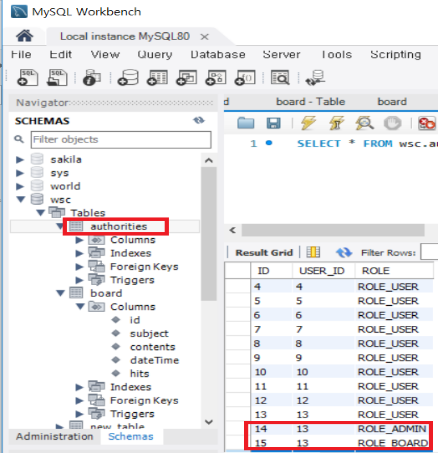 MySQL Workbench
Local instance MySQL80 ×
File Edit View Query Database Server Tools Scripting
Navigator
SCHEMAS
Filter objects
sakila
sys
world
wsc
Tables
authorities
Columns
Indexes
Foreign Keys
Triggers
board
Columns
id
subject
contents
dateTime
hits
Indexes
Foreign Keys
Triggers
new_table
Administration Schemas
d board - Table board
1 SELECT * FROM wsc.au
Result Grid Filter Rows:
ID USER_ID ROLE
4 4 ROLE_USER
5 5 ROLE_USER
6 6 ROLE_USER
7 7 ROLE_USER
8 8 ROLE_USER
9 9 ROLE_USER
10 10 ROLE_USER
11 11 ROLE_USER
12 12 ROLE_USER
13 13 ROLE_USER
14 13 ROLE_ADMIN
15 13 ROLE_BOARD